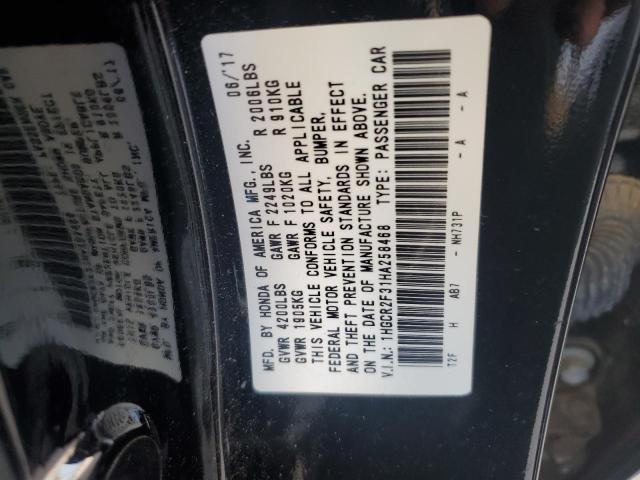 MFD. BY HONDA OF AMERICA MFG., INC. 06/'17
GVWR 4200LBS GAWR F 2249LBS R 2006LBS
GVWR 1905KG GAWR F 1020KG R 910KG
THIS VEHICLE CONFORMS TO ALL APPLICABLE
FEDERAL MOTOR VEHICLE SAFETY, BUMPER,
AND THEFT PREVENTION STANDARDS IN EFFECT
ON THE DATE OF MANUFACTURE SHOWN ABOVE.
V.I.N.: 1HGCR2F31HA258468 TYPE: PASSENGER CAR
T2F H AB7 - NH731P - A - A